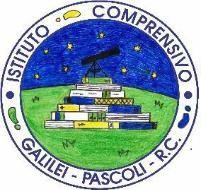 ISTITUTO COMPRENSIVO
GALILEI - PASCOLI - R.C.